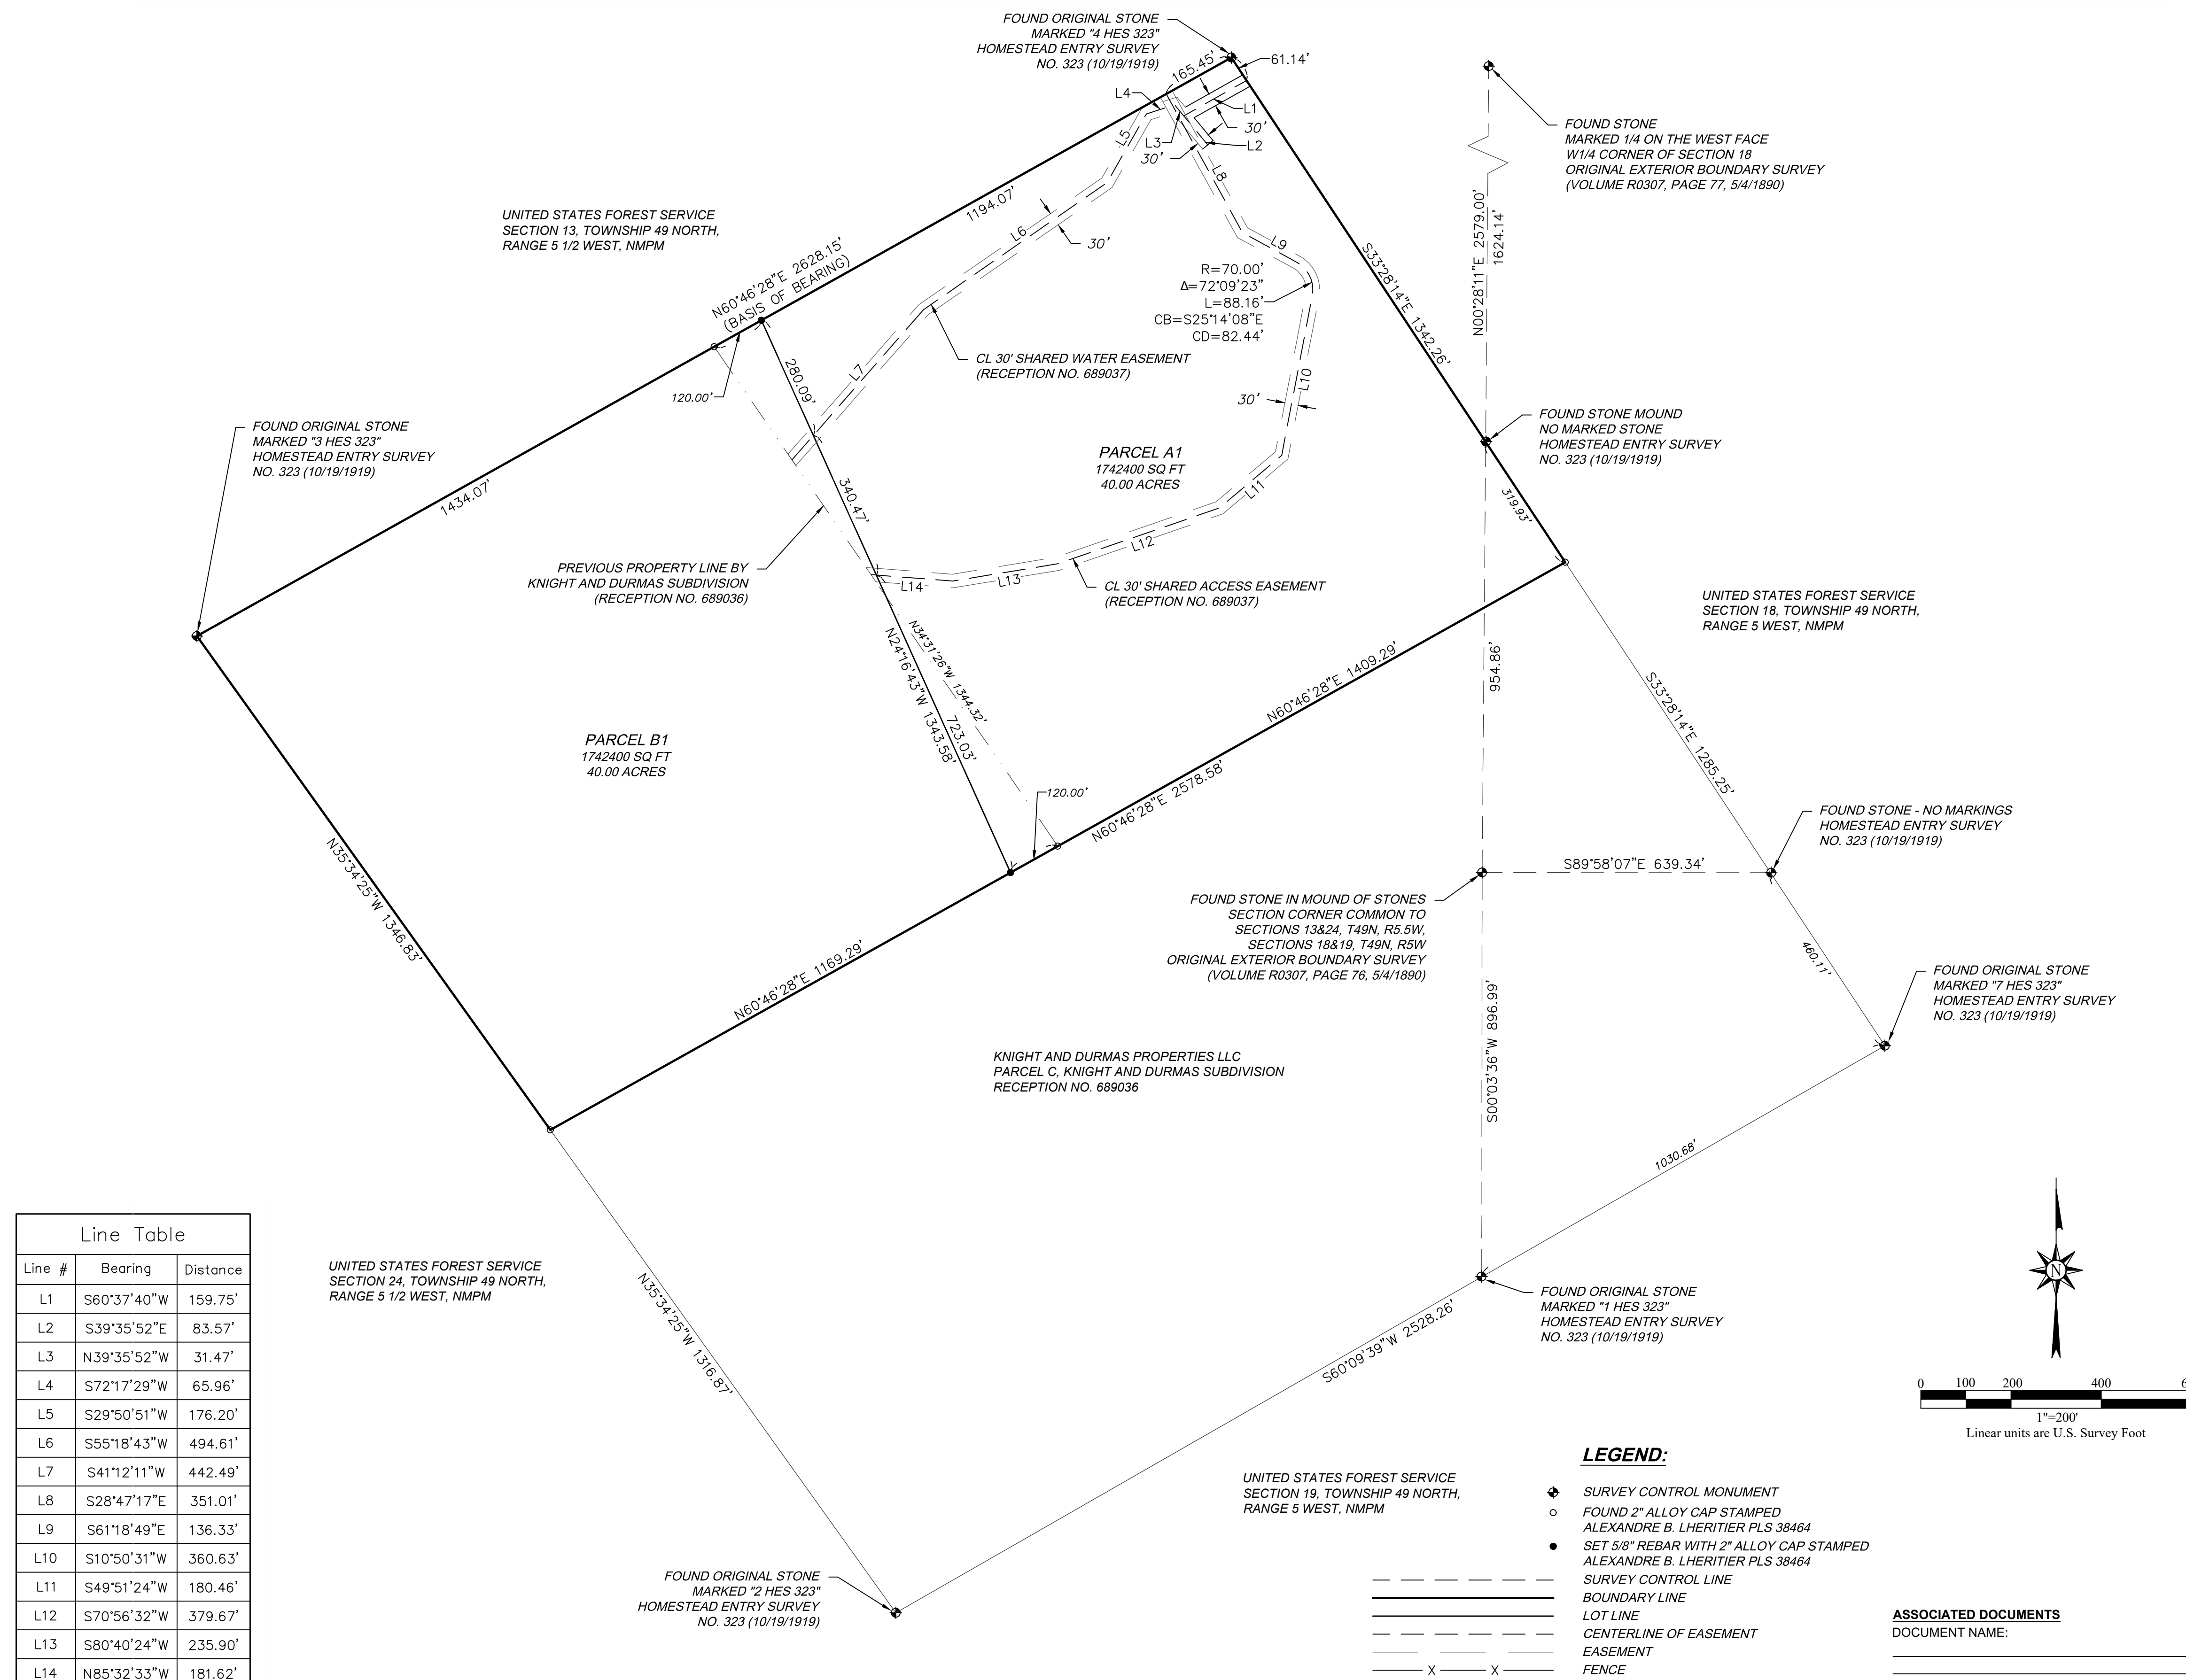 FOUND ORIGINAL STONE
MARKED "4 HES 323"
HOMESTEAD ENTRY SURVEY
NO. 323 (10/19/1919)
165.45'
61.14'
L4
L1
30'
L3
L2
30'
L5
L8
FOUND STONE
MARKED 1/4 ON THE WEST FACE
W1/4 CORNER OF SECTION 18
ORIGINAL EXTERIOR BOUNDARY SURVEY
(VOLUME R0307, PAGE 77, 5/4/1890)
UNITED STATES FOREST SERVICE
SECTION 13, TOWNSHIP 49 NORTH,
RANGE 5 1/2 WEST, NMPM
1194.07'
L6
30'
L9
N60°46'28"E 2628.15'
(BASIS OF BEARING)
R=70.00'
Δ=72°09'23"
L=88.16'
CB=S25°14'08"E
CD=82.44'
S33°28'14"E 1342.26'
N00°28'11"E 2579.00'
1624.14'
CL 30' SHARED WATER EASEMENT
(RECEPTION NO. 689037)
120.00'
280.09'
L7
L10
30'
FOUND ORIGINAL STONE
MARKED "3 HES 323"
HOMESTEAD ENTRY SURVEY
NO. 323 (10/19/1919)
FOUND STONE MOUND
NO MARKED STONE
HOMESTEAD ENTRY SURVEY
NO. 323 (10/19/1919)
PARCEL A1
1742400 SQ FT
40.00 ACRES
1434.07'
340.47'
L11
319.93'
L12
PREVIOUS PROPERTY LINE BY
KNIGHT AND DURMAS SUBDIVISION
(RECEPTION NO. 689036)
L14
L13
CL 30' SHARED ACCESS EASEMENT
(RECEPTION NO. 689037)
UNITED STATES FOREST SERVICE
SECTION 18, TOWNSHIP 49 NORTH,
RANGE 5 WEST, NMPM
N34°31'26"W 1344.32'
N24°16'43"W 1343.58'
723.03'
N60°46'28"E 1409.29'
954.86'
S33°28'14"E 1285.25'
PARCEL B1
1742400 SQ FT
40.00 ACRES
120.00'
N60°46'28"E 2578.58'
FOUND STONE - NO MARKINGS
HOMESTEAD ENTRY SURVEY
NO. 323 (10/19/1919)
S89°58'07"E 639.34'
N35°34'25"W 1346.83'
FOUND STONE IN MOUND OF STONES
SECTION CORNER COMMON TO
SECTIONS 13&24, T49N, R5.5W,
SECTIONS 18&19, T49N, R5W
ORIGINAL EXTERIOR BOUNDARY SURVEY
(VOLUME R0307, PAGE 76, 5/4/1890)
N60°46'28"E 1169.29'
460.11'
FOUND ORIGINAL STONE
MARKED "7 HES 323"
HOMESTEAD ENTRY SURVEY
NO. 323 (10/19/1919)
KNIGHT AND DURMAS PROPERTIES LLC
PARCEL C, KNIGHT AND DURMAS SUBDIVISION
RECEPTION NO. 689036
S00°03'36"W 896.99'
1030.68'
UNITED STATES FOREST SERVICE
SECTION 24, TOWNSHIP 49 NORTH,
RANGE 5 1/2 WEST, NMPM
N35°34'25"W 1316.87'
S60°09'39"W 2528.26'
FOUND ORIGINAL STONE
MARKED "1 HES 323"
HOMESTEAD ENTRY SURVEY
NO. 323 (10/19/1919)
FOUND ORIGINAL STONE
MARKED "2 HES 323"
HOMESTEAD ENTRY SURVEY
NO. 323 (10/19/1919)
UNITED STATES FOREST SERVICE
SECTION 19, TOWNSHIP 49 NORTH,
RANGE 5 WEST, NMPM
Line Table
Line # Bearing Distance
L1 S60°37'40"W 159.75'
L2 S39°35'52"E 83.57'
L3 N39°35'52"W 31.47'
L4 S72°17'29"W 65.96'
L5 S29°50'51"W 176.20'
L6 S55°18'43"W 494.61'
L7 S41°12'11"W 442.49'
L8 S28°47'17"E 351.01'
L9 S61°18'49"E 136.33'
L10 S10°50'31"W 360.63'
L11 S49°51'24"W 180.46'
L12 S70°56'32"W 379.67'
L13 S80°40'24"W 235.90'
L14 N85°32'33"W 181.62'
N
0 100 200 400
1"=200'
Linear units are U.S. Survey Foot
LEGEND:
SURVEY CONTROL MONUMENT
FOUND 2" ALLOY CAP STAMPED
ALEXANDRE B. LHERITIER PLS 38464
SET 5/8" REBAR WITH 2" ALLOY CAP STAMPED
ALEXANDRE B. LHERITIER PLS 38464
SURVEY CONTROL LINE
BOUNDARY LINE
LOT LINE
CENTERLINE OF EASEMENT
EASEMENT
X X FENCE
ASSOCIATED DOCUMENTS
DOCUMENT NAME: